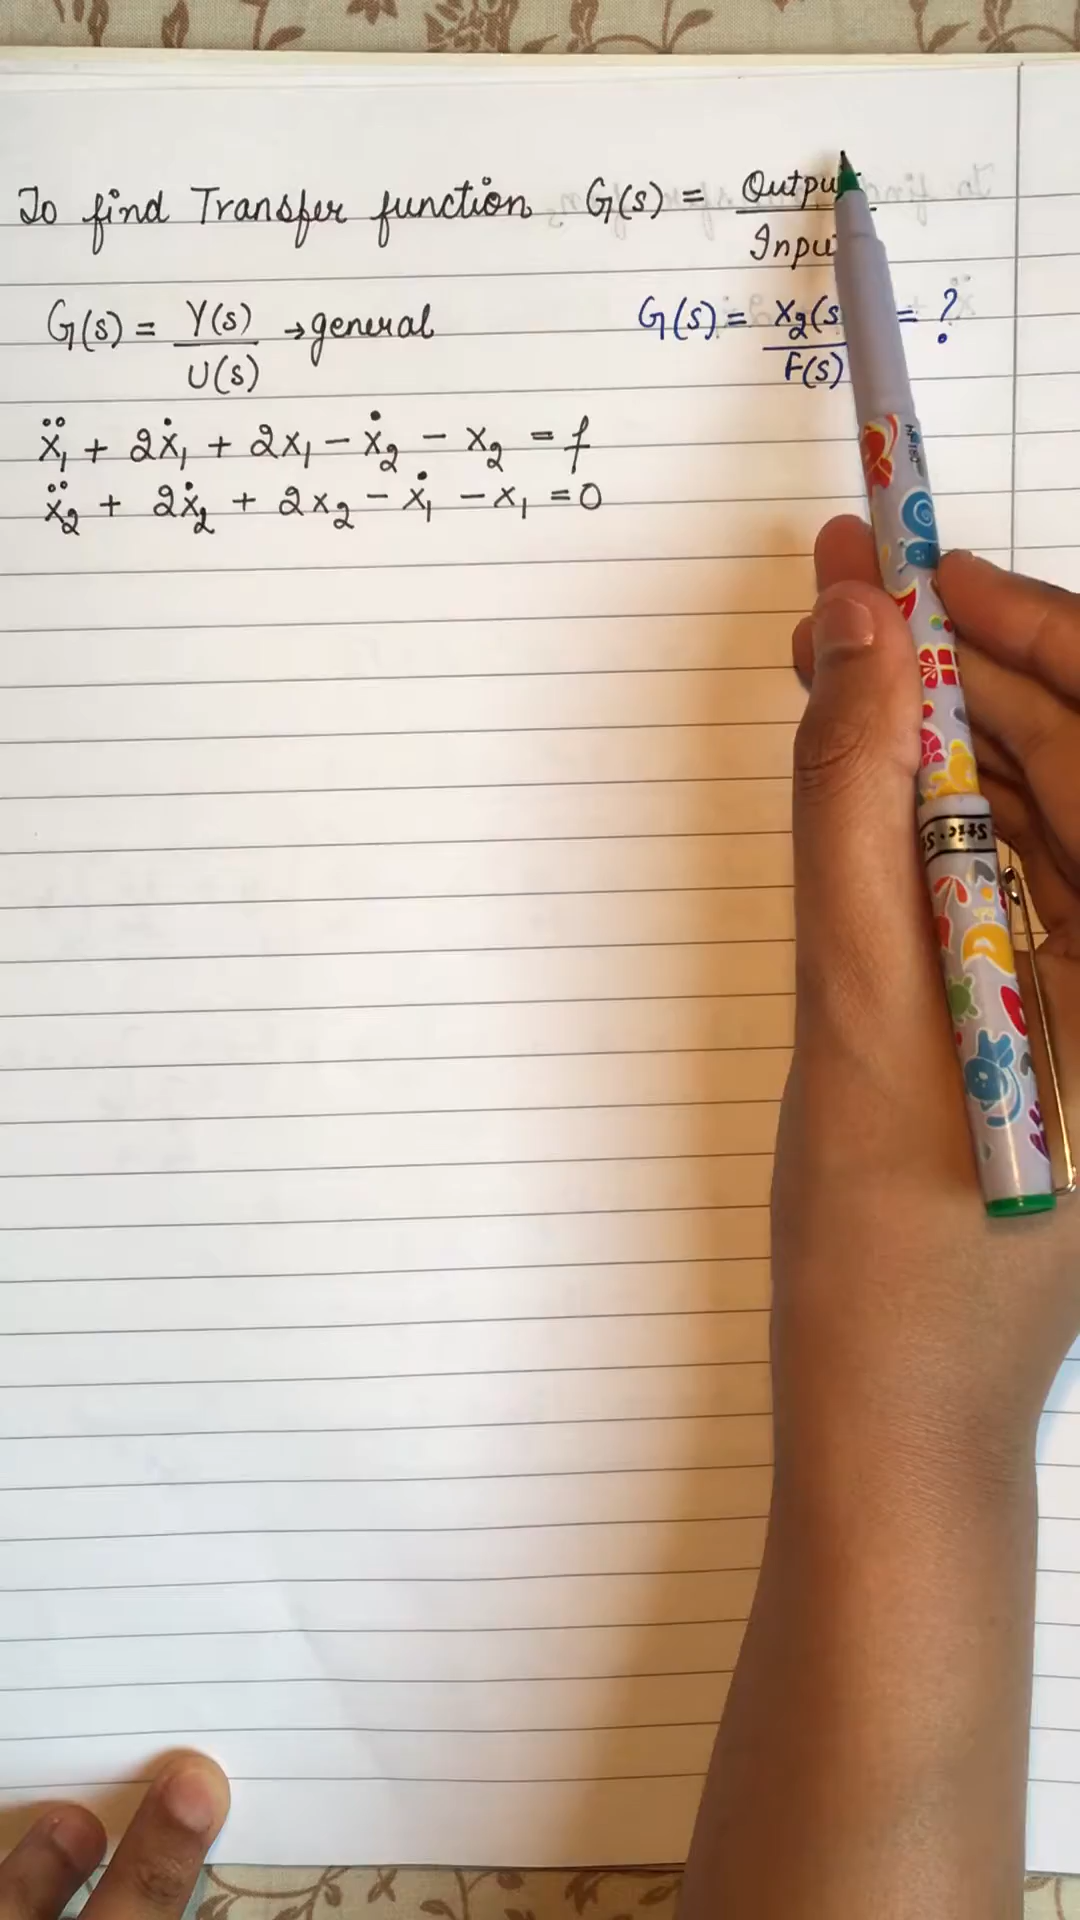 To find Transfer function G(s) = Outpu / Inpu
G(s) = Y(s) / U(s) → general
G(s) = X₂(s / F(s) = ?
ẍ₁ + 2ẋ₁ + 2x₁ − ẋ₂ − x₂ = f
ẍ₂ + 2ẋ₂ + 2x₂ − ẋ₁ − x₁ = 0